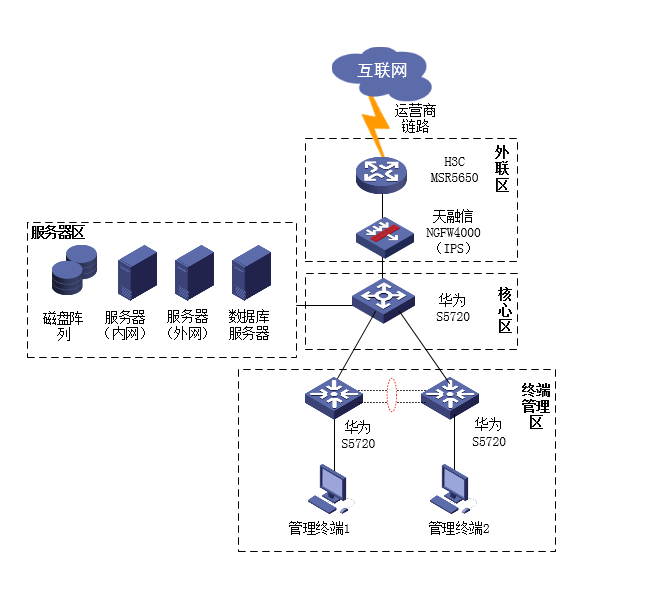 互联网
运营商
链路
外
联
区
H3C
MSR5650
天融信
NGFW4000
（IPS）
服务器区
磁盘阵
列
服务器
（内网）
服务器
（外网）
数据库
服务器
核
心
区
华为
S5720
终端
管理
区
华为
S5720
华为
S5720
管理终端1
管理终端2